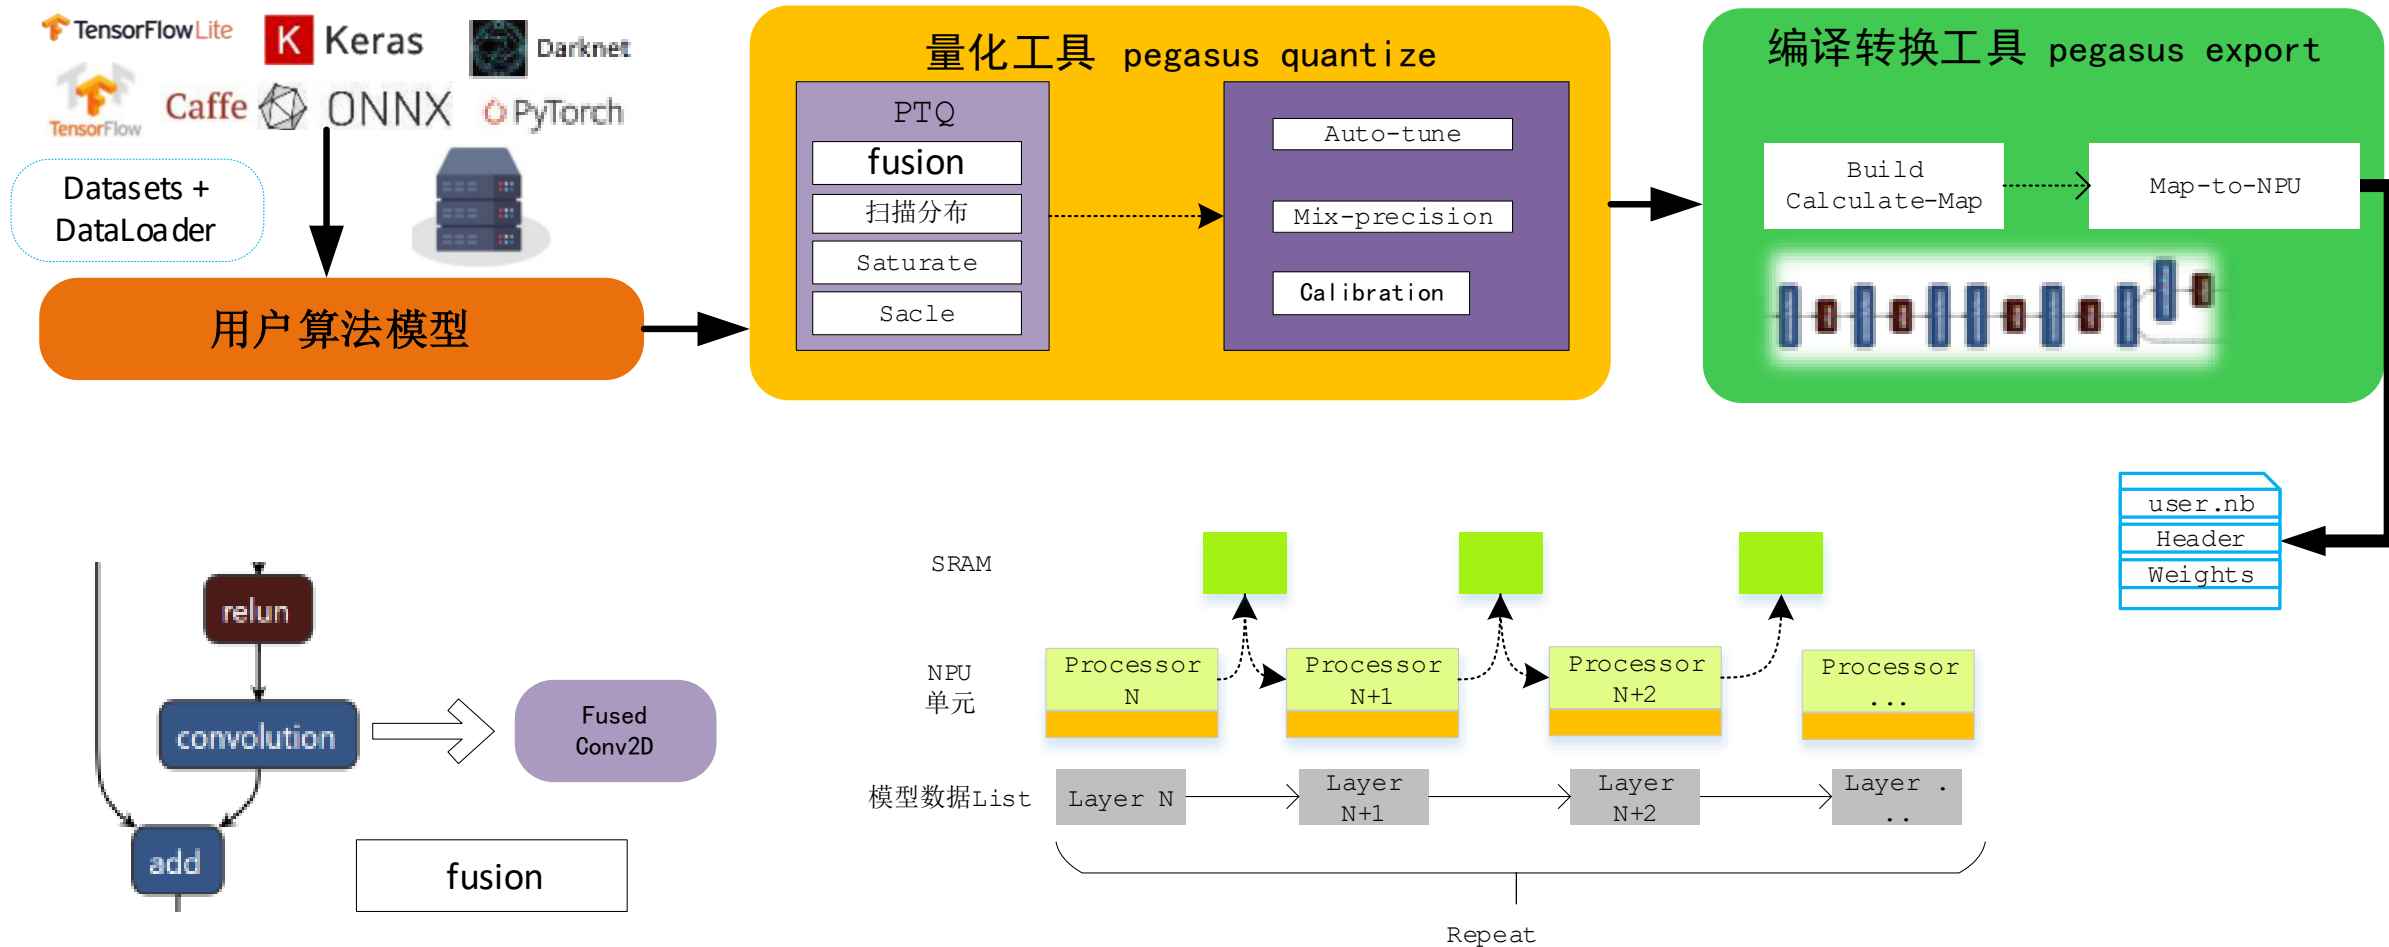 TensorFlowLite
Keras
Darknet
TensorFlow
Caffe
ONNX
PyTorch
Datasets +
DataLoader
用户算法模型
量化工具 pegasus quantize
PTQ
fusion
扫描分布
Saturate
Sacle
Auto-tune
Mix-precision
Calibration
编译转换工具 pegasus export
Build
Calculate-Map
Map-to-NPU
user.nb
Header
Weights
relun
convolution
add
Fused
Conv2D
fusion
SRAM
NPU
单元
Processor
N
Processor
N+1
Processor
N+2
Processor
...
模型数据List
Layer N
Layer
N+1
Layer
N+2
Layer .
..
Repeat